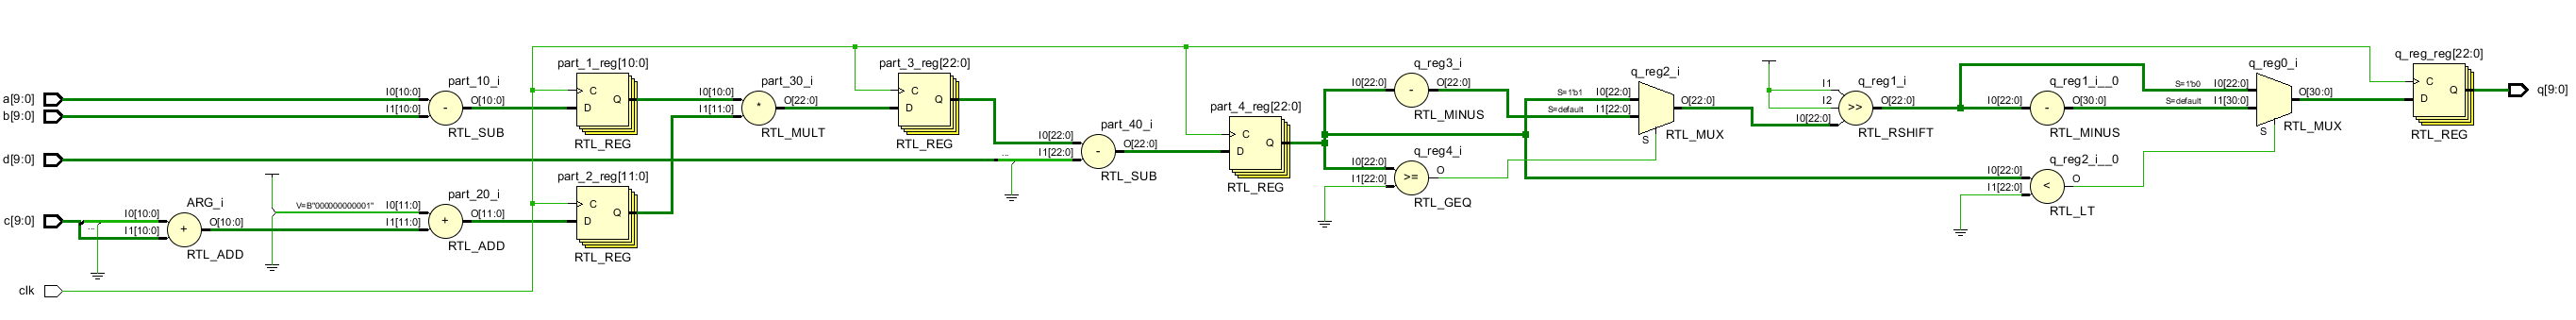 a[9:0]
b[9:0]
d[9:0]
c[9:0]
clk
I0[10:0]
I1[10:0]
ARG_i
+
O[10:0]
RTL_ADD
V=B"000000000001"
part_10_i
I0[10:0]
I1[10:0]
-
O[10:0]
RTL_SUB
part_20_i
I0[11:0]
I1[11:0]
+
O[11:0]
RTL_ADD
part_1_reg[10:0]
C
D
Q
RTL_REG
part_2_reg[11:0]
C
D
Q
RTL_REG
part_30_i
I0[10:0]
I1[11:0]
*
O[22:0]
RTL_MULT
part_3_reg[22:0]
C
D
Q
RTL_REG
part_40_i
I0[22:0]
I1[22:0]
-
O[22:0]
RTL_SUB
part_4_reg[22:0]
C
D
Q
RTL_REG
q_reg3_i
I0[22:0]
-
O[22:0]
RTL_MINUS
q_reg4_i
I0[22:0]
I1[22:0]
>=
O
RTL_GEQ
q_reg2_i
S=1'b1
I0[22:0]
S=default
I1[22:0]
O[22:0]
S
RTL_MUX
q_reg1_i
I1
I2
I0[22:0]
>>
O[22:0]
RTL_RSHIFT
q_reg1_i__0
I0[22:0]
-
O[30:0]
RTL_MINUS
q_reg2_i__0
I0[22:0]
I1[22:0]
<
O
RTL_LT
q_reg0_i
S=1'b0
I0[22:0]
S=default
I1[30:0]
O[30:0]
S
RTL_MUX
q_reg_reg[22:0]
C
D
Q
RTL_REG
q[9:0]